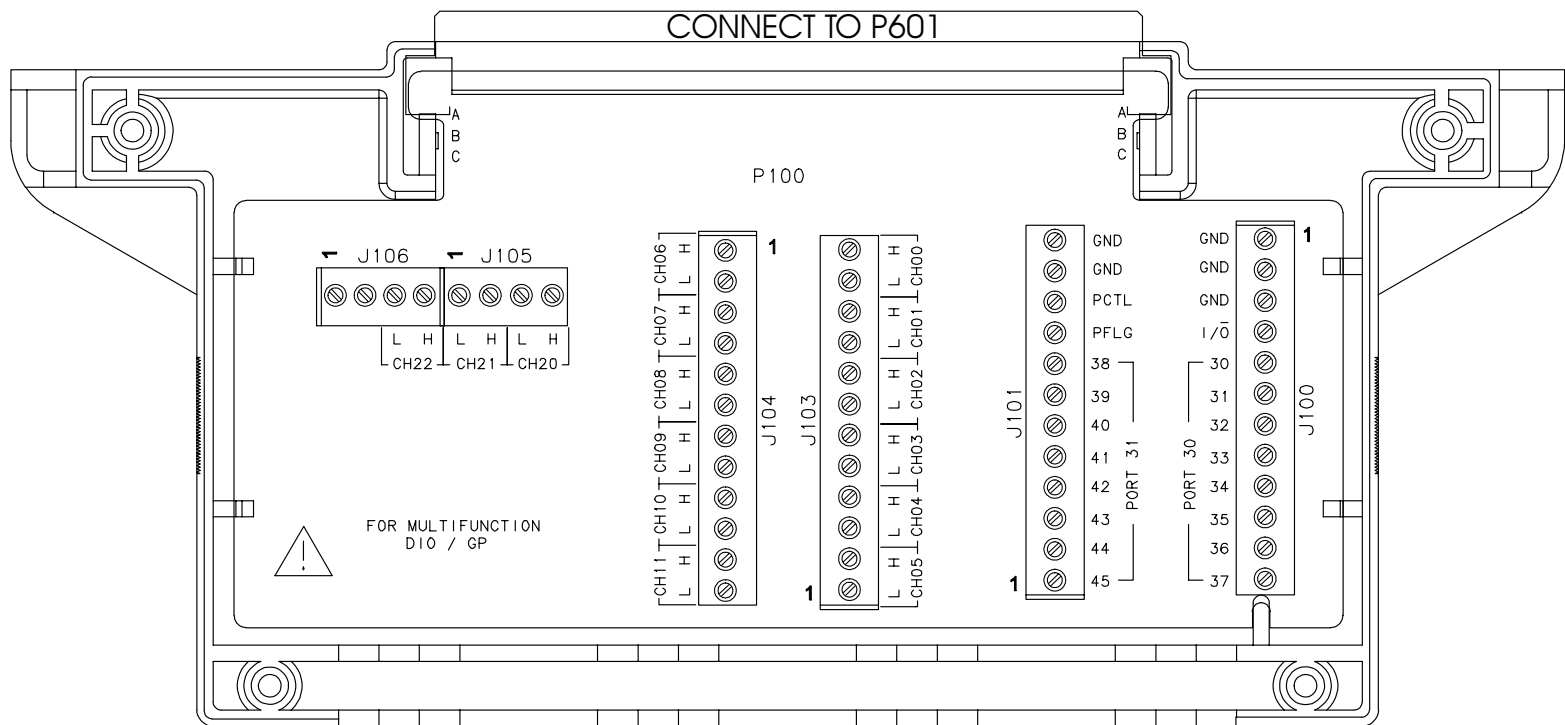 CONNECT TO P601
A
B
C
A
B
C
P100
1 J106 1 J105
L H L H L H
CH22 CH21 CH20
FOR MULTIFUNCTION
DIO / GP
!
CH06 H L
CH07 H L
CH08 H L
CH09 H L
CH10 H L
CH11 H L
1
J104
J103
1
H L CH00
H L CH01
H L CH02
H L CH03
H L CH04
H L CH05
J101
1
GND
GND
PCTL
PFLG
38
39
40
41
42
43
44
45
PORT 31
GND
GND
GND
I/O̅
30
31
32
33
34
35
36
37
PORT 30
1
J100